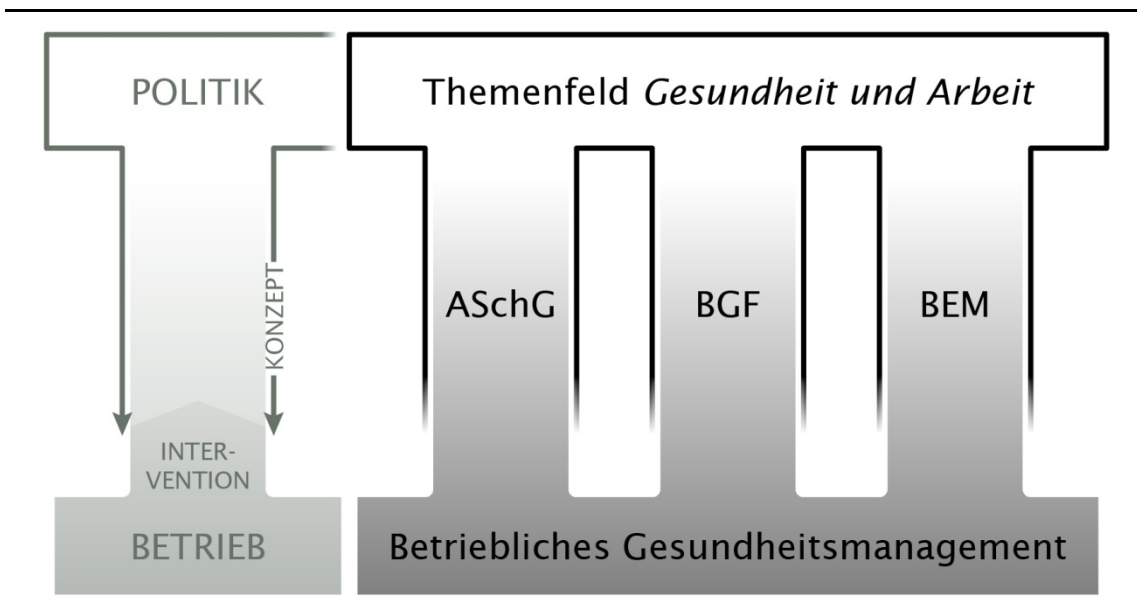 POLITIK
KONZEPT
INTER-
VENTION
BETRIEB
Themenfeld Gesundheit und Arbeit
ASchG
BGF
BEM
Betriebliches Gesundheitsmanagement